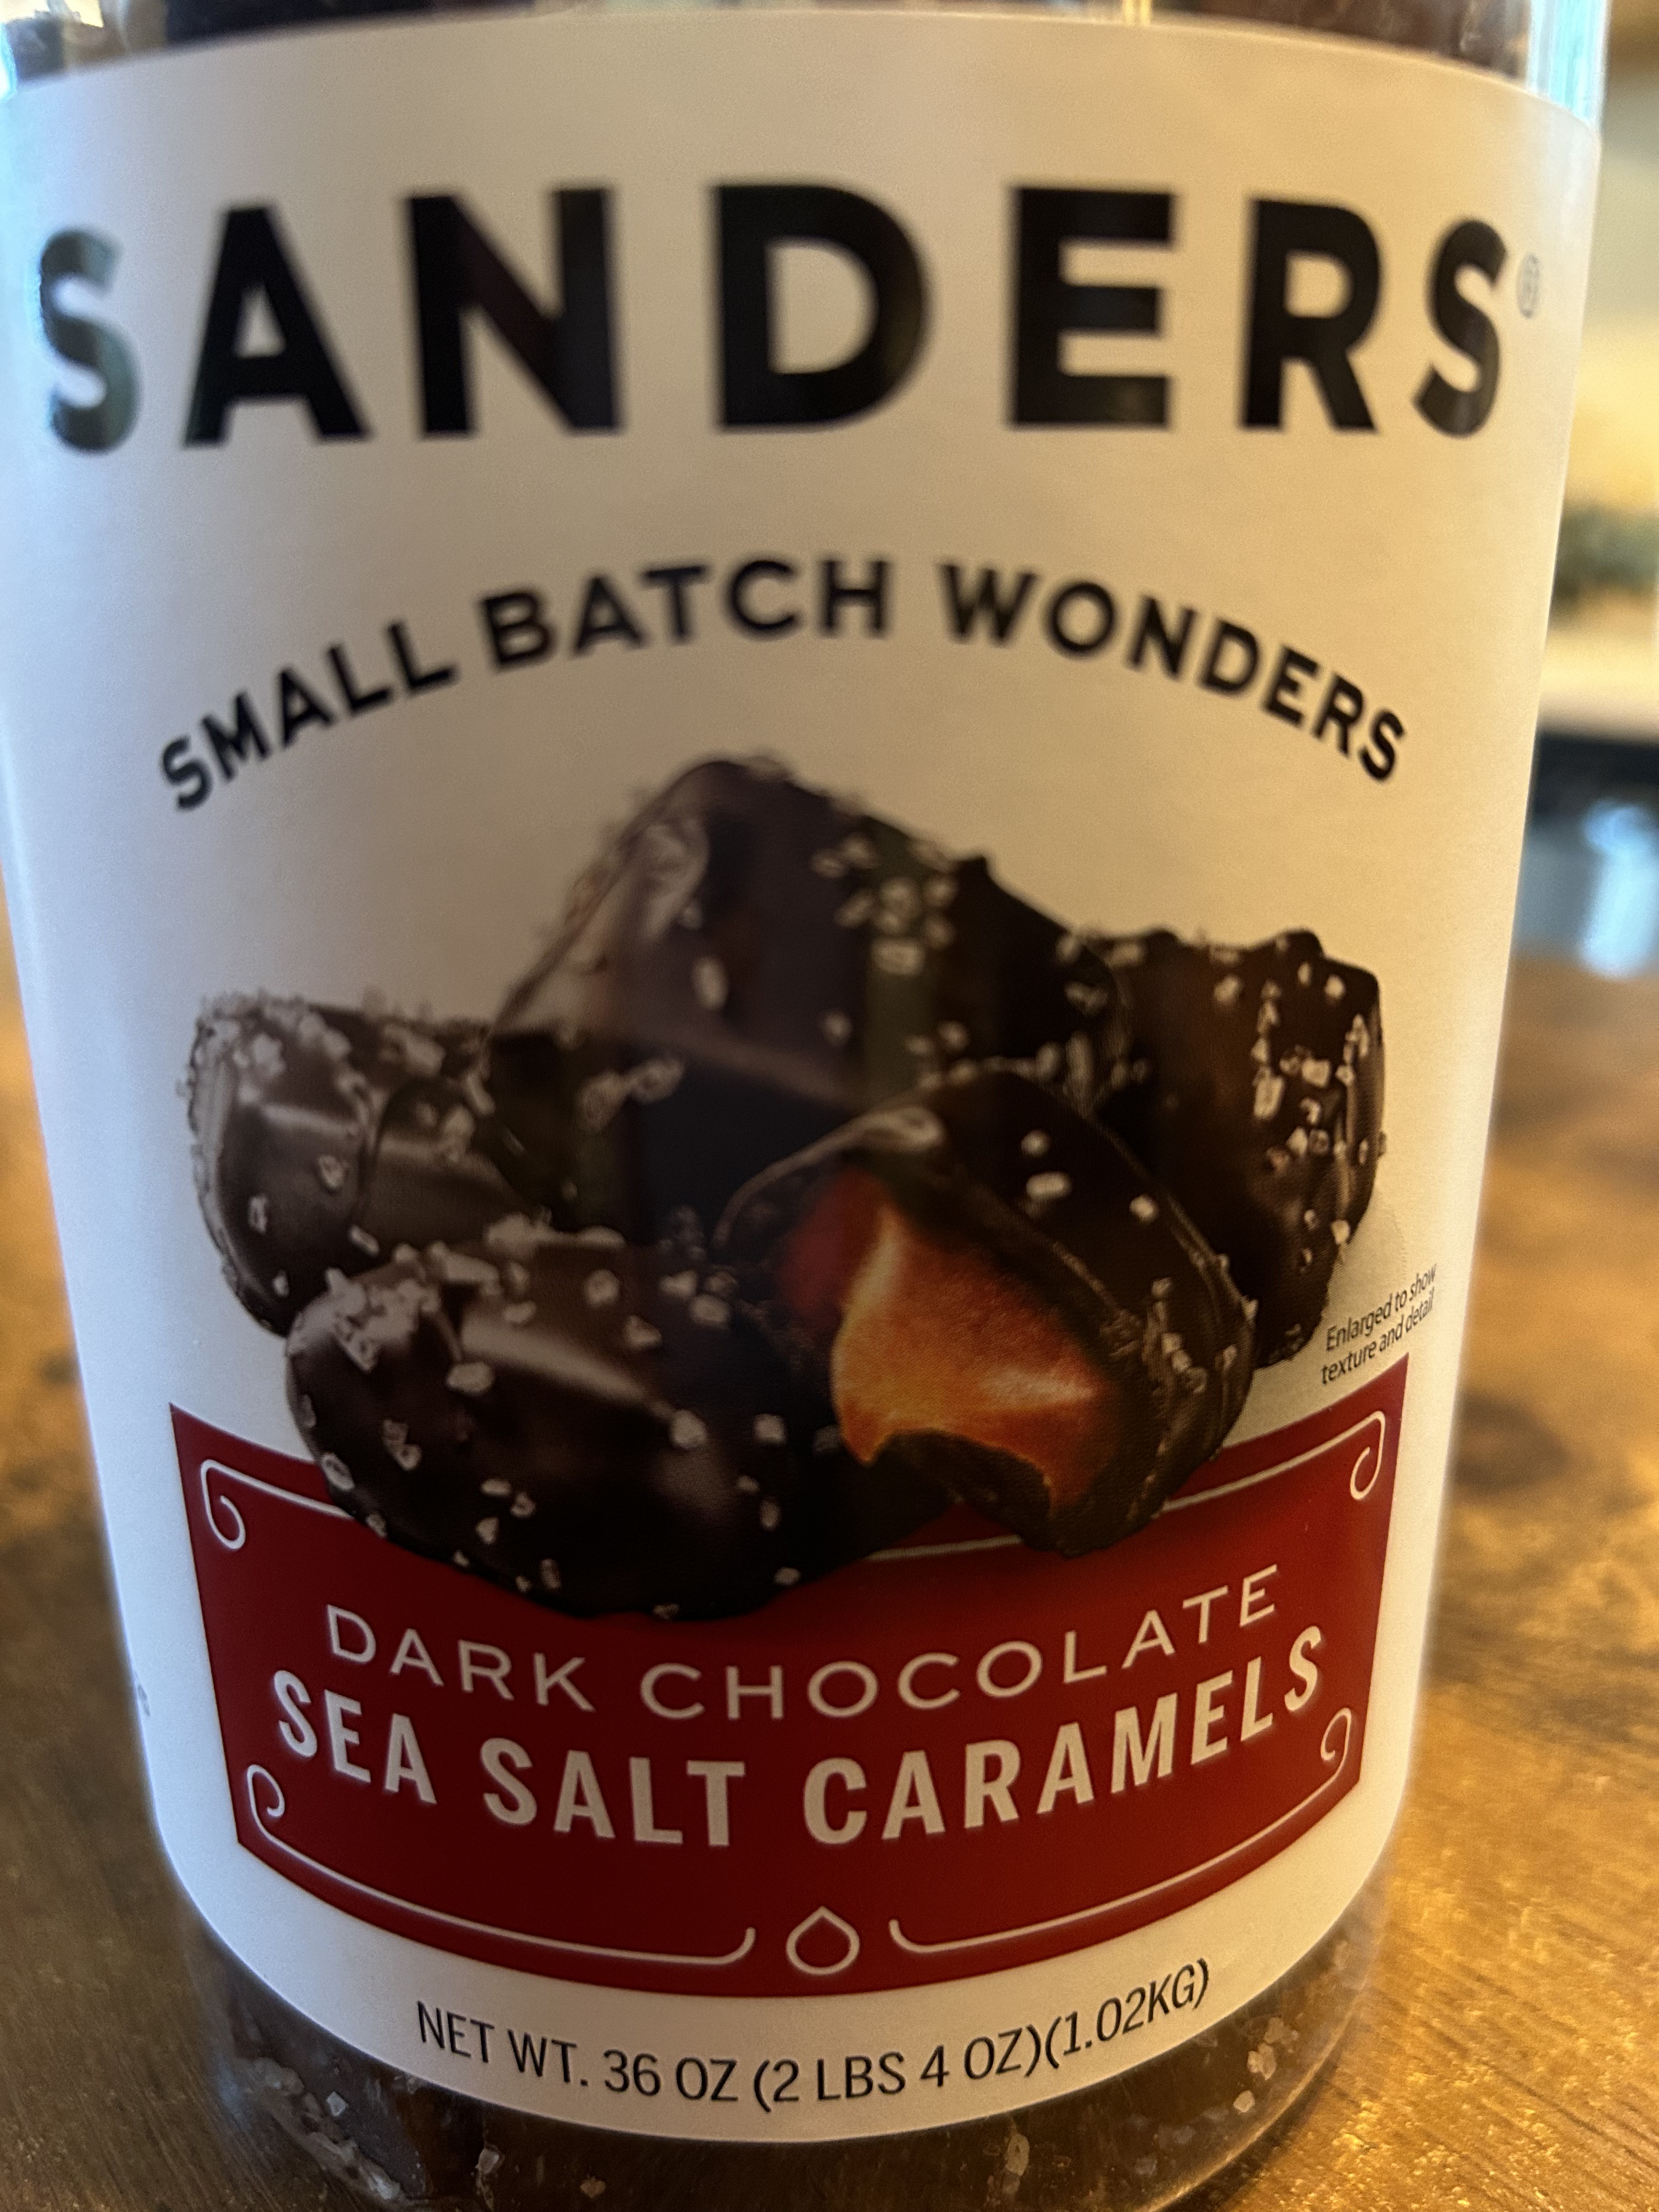 SANDERS®
SMALL BATCH WONDERS
Enlarged to show
texture and detail
DARK CHOCOLATE
SEA SALT CARAMELS
NET WT. 36 OZ (2 LBS 4 OZ)(1.02KG)